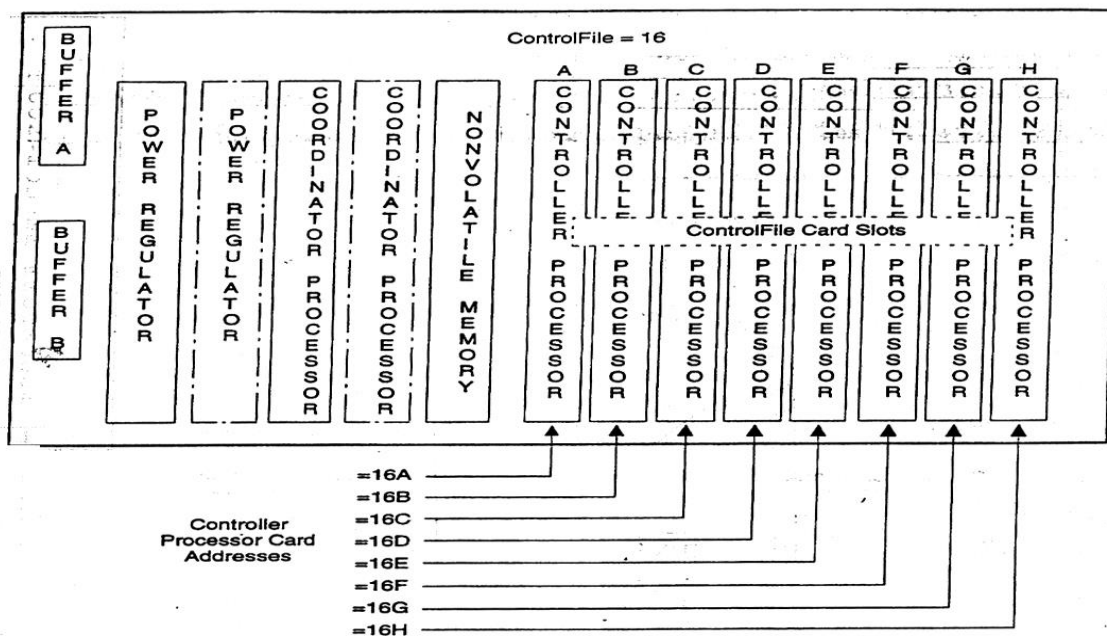 ControlFile = 16
BUFFER A
BUFFER B
POWER REGULATOR
POWER REGULATOR
COORDINATOR PROCESSOR
COORDINATOR PROCESSOR
NONVOLATILE MEMORY
A B C D E F G H
CONTROLLER PROCESSOR
CONTROLLER PROCESSOR
CONTROLLER PROCESSOR
CONTROLLER PROCESSOR
CONTROLLER PROCESSOR
CONTROLLER PROCESSOR
CONTROLLER PROCESSOR
CONTROLLER PROCESSOR
ControlFile Card Slots
Controller
Processor Card
Addresses
=16A
=16B
=16C
=16D
=16E
=16F
=16G
=16H